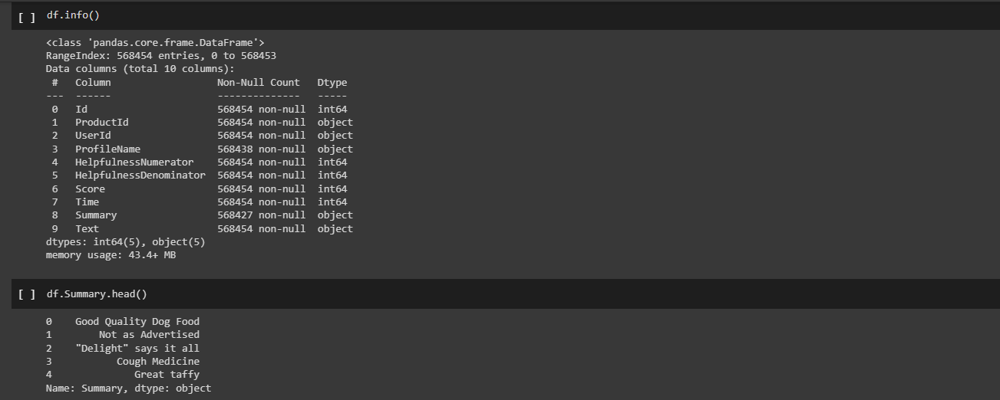 [ ] df.info()
<class 'pandas.core.frame.DataFrame'>
RangeIndex: 568454 entries, 0 to 568453
Data columns (total 10 columns):
 #   Column                  Non-Null Count   Dtype
---  ------                  --------------   -----
 0   Id                      568454 non-null  int64
 1   ProductId               568454 non-null  object
 2   UserId                  568454 non-null  object
 3   ProfileName             568438 non-null  object
 4   HelpfulnessNumerator    568454 non-null  int64
 5   HelpfulnessDenominator  568454 non-null  int64
 6   Score                   568454 non-null  int64
 7   Time                    568454 non-null  int64
 8   Summary                 568427 non-null  object
 9   Text                    568454 non-null  object
dtypes: int64(5), object(5)
memory usage: 43.4+ MB
[ ] df.Summary.head()
0    Good Quality Dog Food
1        Not as Advertised
2    "Delight" says it all
3           Cough Medicine
4              Great taffy
Name: Summary, dtype: object